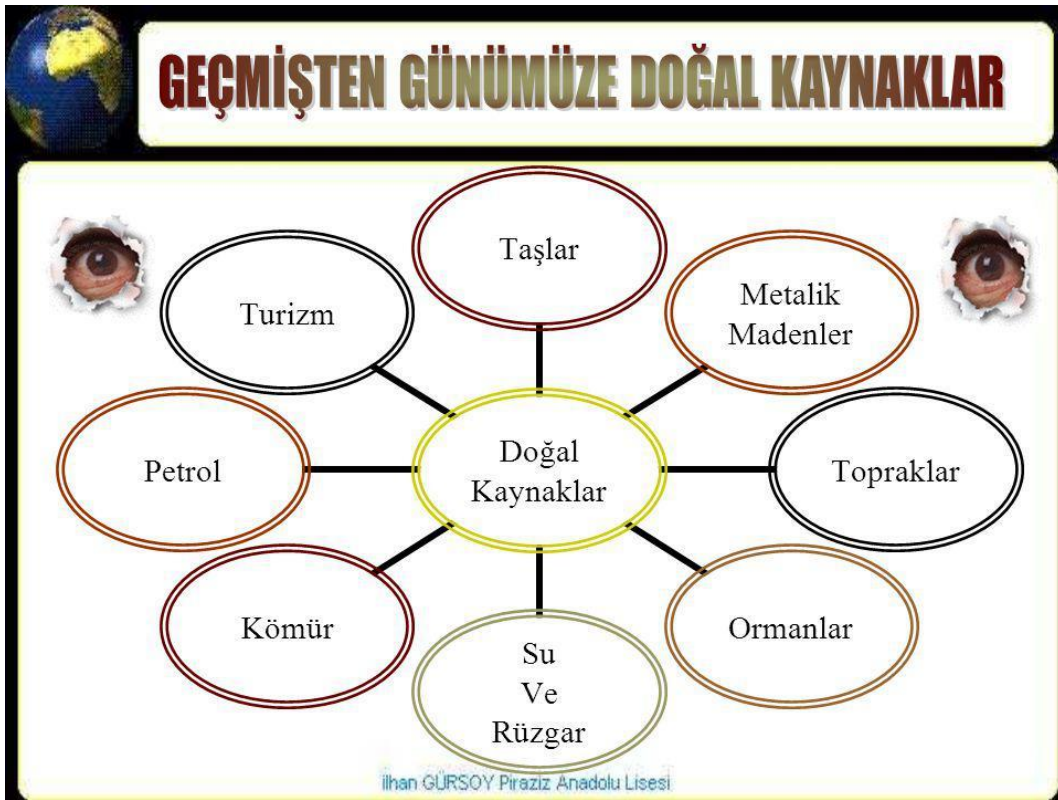 GEÇMİŞTEN GÜNÜMÜZE DOĞAL KAYNAKLAR
Taşlar
Turizm
Metalik
Madenler
Petrol
Doğal
Kaynaklar
Topraklar
Kömür
Su
Ve
Rüzgar
Ormanlar
İlhan GÜRSOY Piraziz Anadolu Lisesi